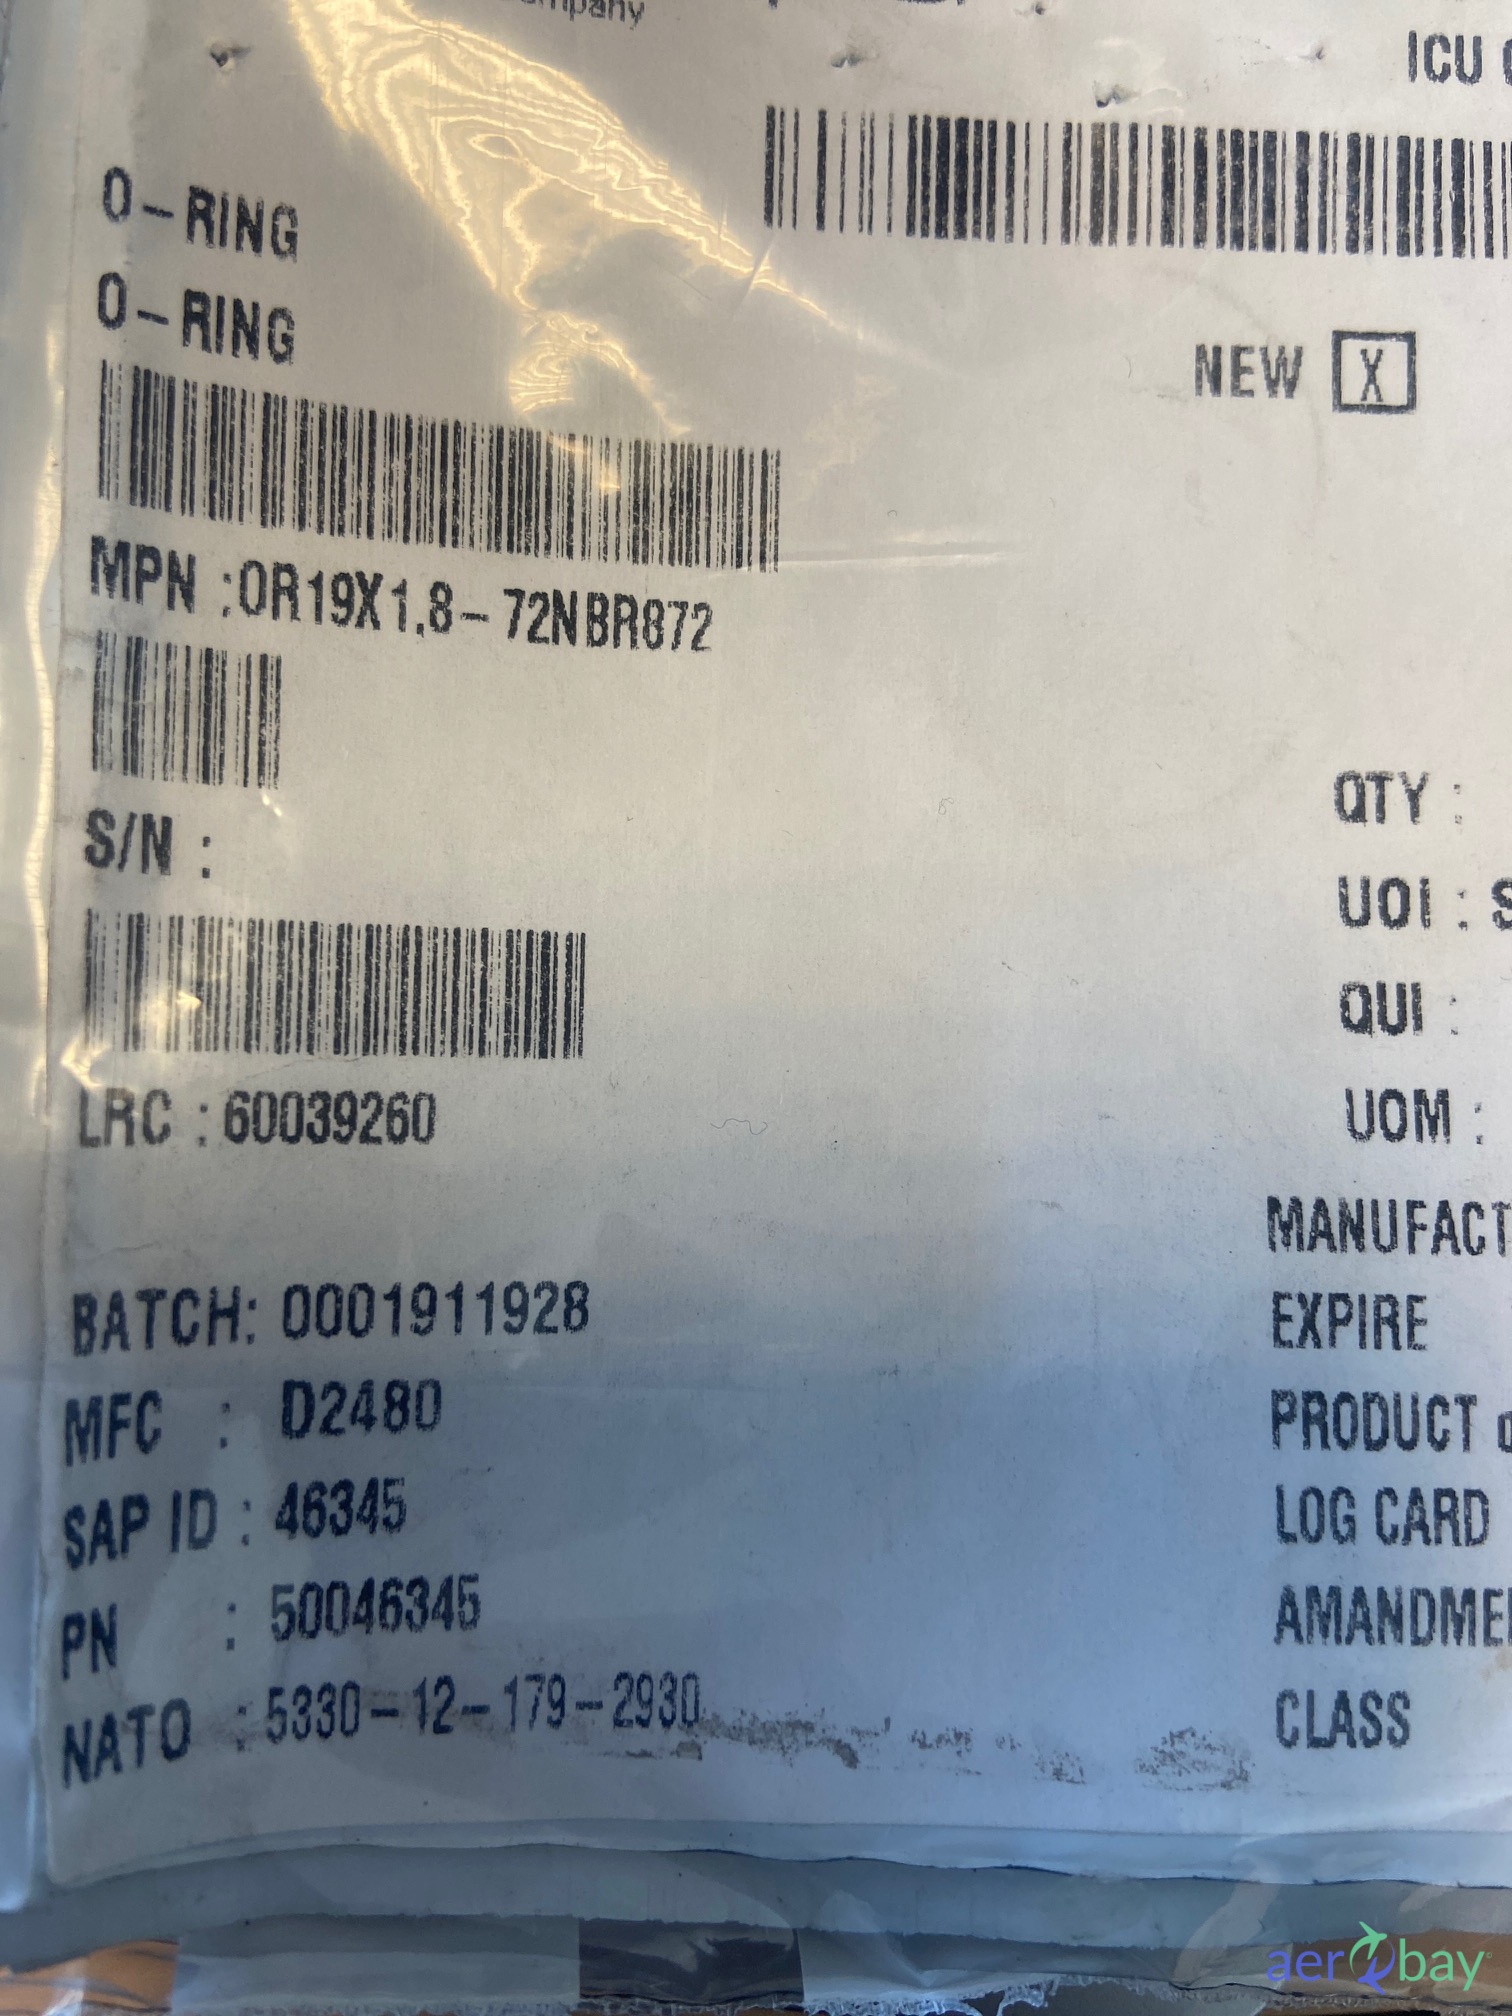 ompany
ICU
O-RING
O-RING
NEW X
MPN :OR19X1.8-72NBR872
S/N :
QTY :
UOI : S
QUI :
UOM :
LRC : 60039260
MANUFACT
BATCH: 0001911928
EXPIRE
MFC : D2480
PRODUCT
SAP ID : 46345
LOG CARD
PN : 50046345
AMANDME
NATO : 5330-12-179-2930
CLASS
aerobay